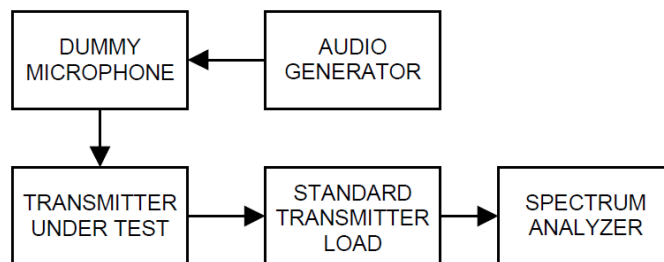 DUMMY
MICROPHONE
AUDIO
GENERATOR
TRANSMITTER
UNDER TEST
STANDARD
TRANSMITTER
LOAD
SPECTRUM
ANALYZER